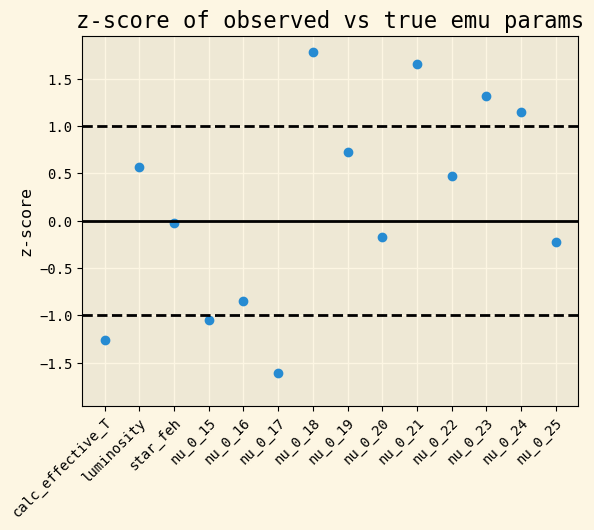 z-score of observed vs true emu params
z-score
1.5
1.0
0.5
0.0
−0.5
−1.0
−1.5
calc_effective_T
luminosity
star_feh
nu_0_15
nu_0_16
nu_0_17
nu_0_18
nu_0_19
nu_0_20
nu_0_21
nu_0_22
nu_0_23
nu_0_24
nu_0_25